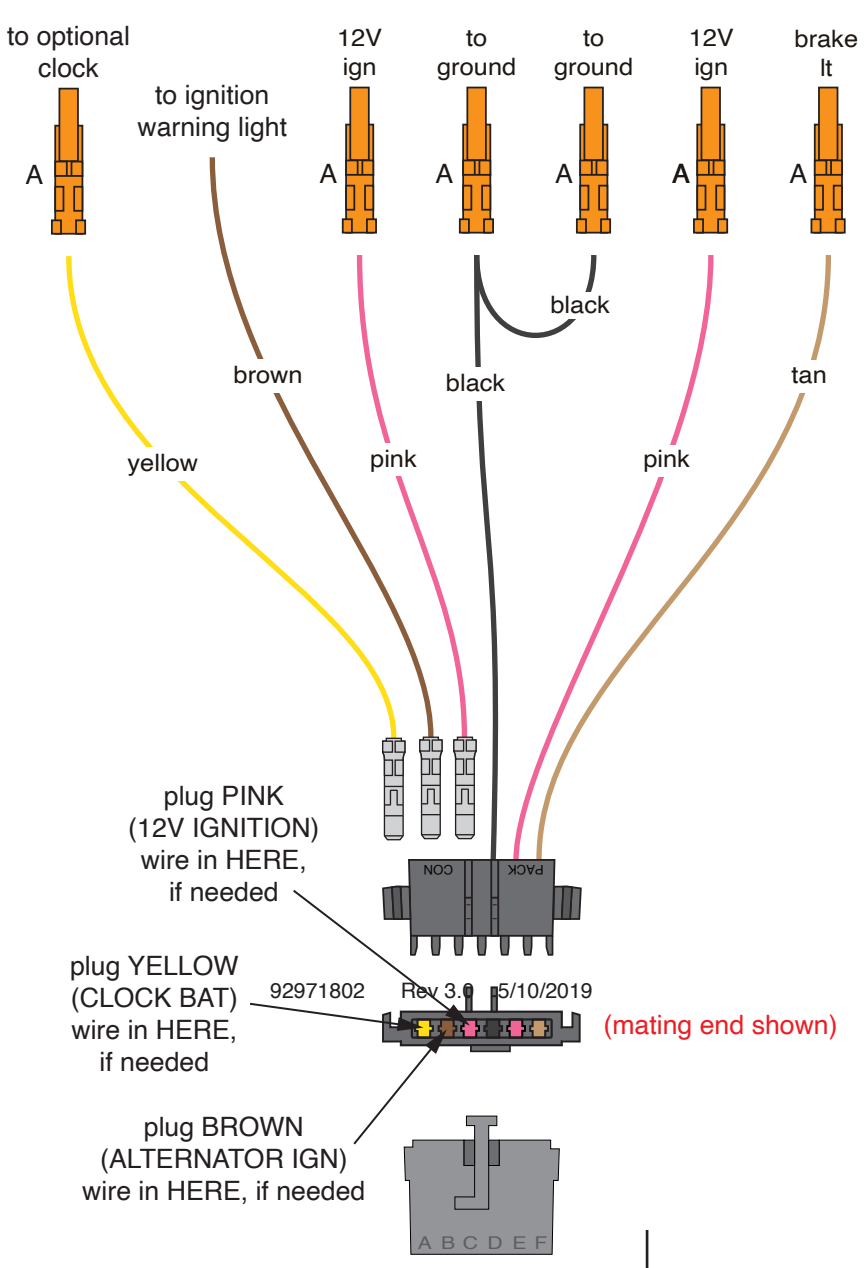 to optional
clock
to ignition
warning light
12V
ign
to
ground
to
ground
12V
ign
brake
lt
A
A
A
A
A
A
black
brown
black
tan
yellow
pink
pink
plug PINK
(12V IGNITION)
wire in HERE,
if needed
CON
PACK
plug YELLOW
(CLOCK BAT)
wire in HERE,
if needed
92971802 Rev 3.0 5/10/2019
(mating end shown)
plug BROWN
(ALTERNATOR IGN)
wire in HERE, if needed
A B C D E F